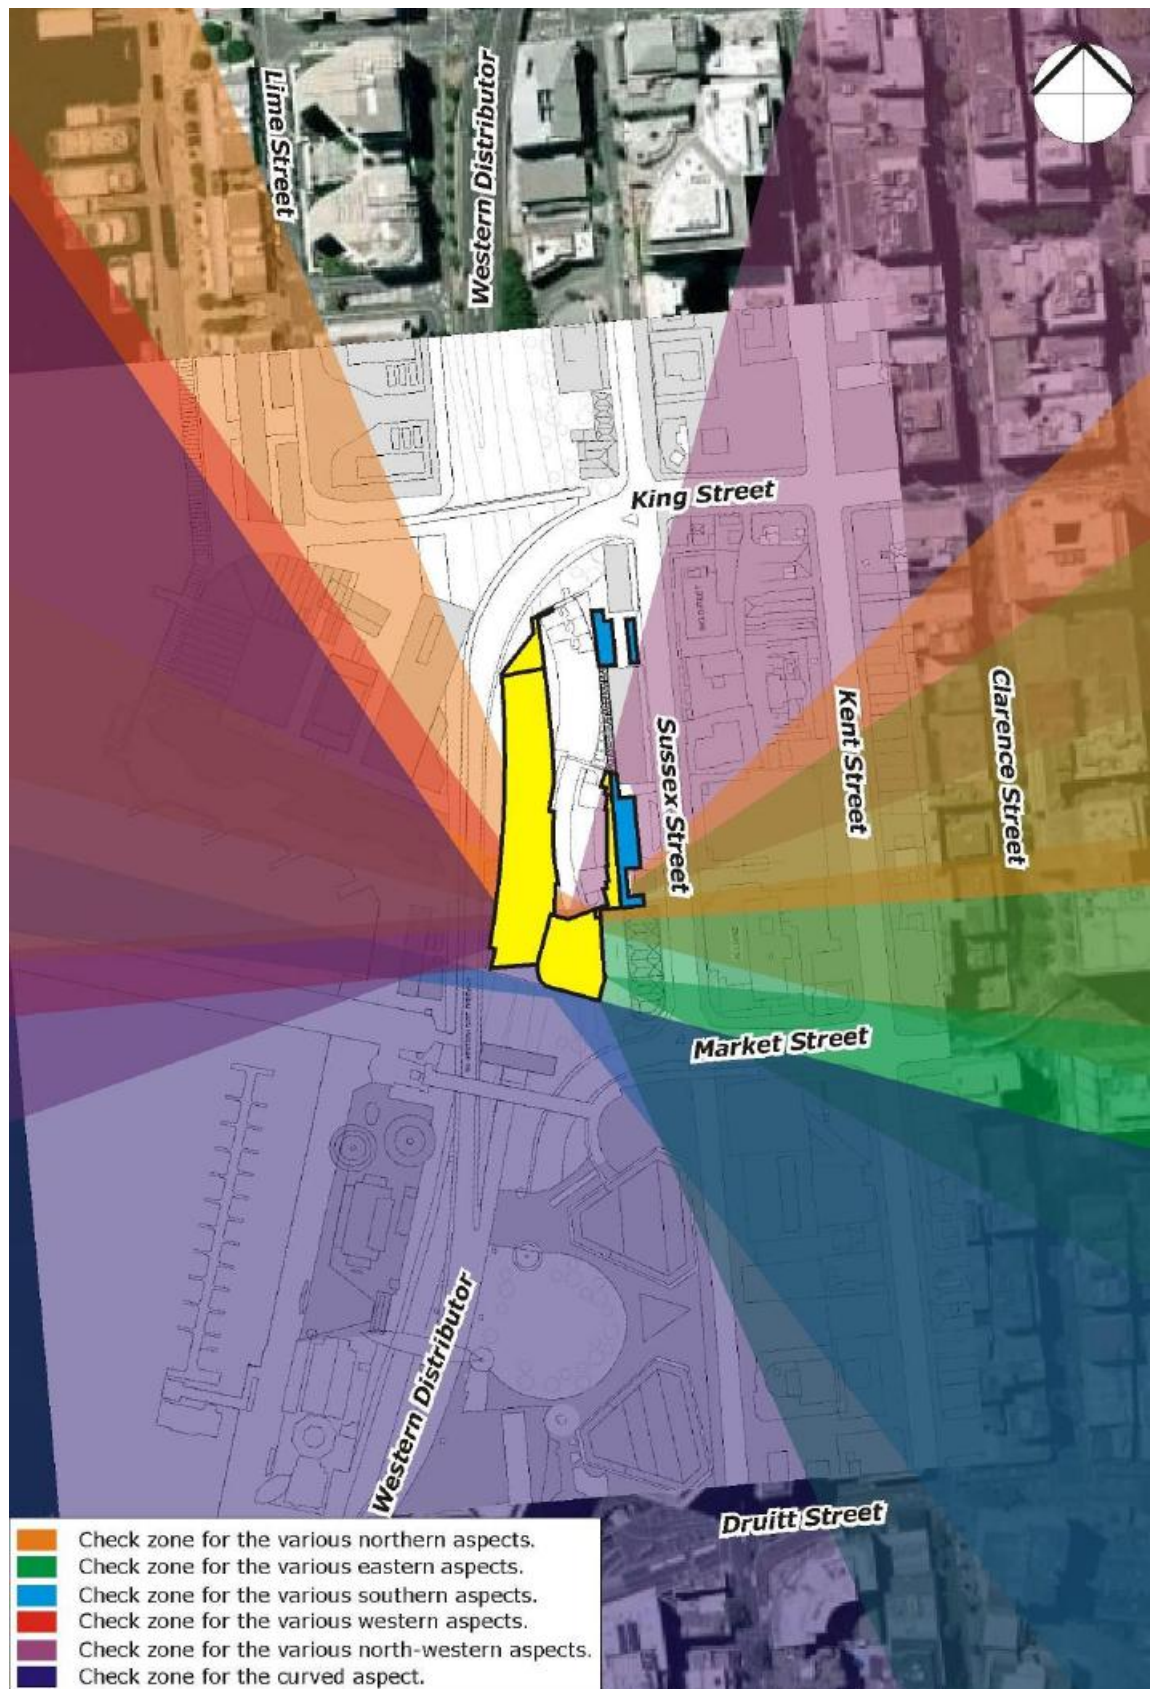 Lime Street
Western Distributor
King Street
Sussex Street
Kent Street
Clarence Street
Market Street
Western Distributor
Druitt Street
Check zone for the various northern aspects.
Check zone for the various eastern aspects.
Check zone for the various southern aspects.
Check zone for the various western aspects.
Check zone for the various north-western aspects.
Check zone for the curved aspect.